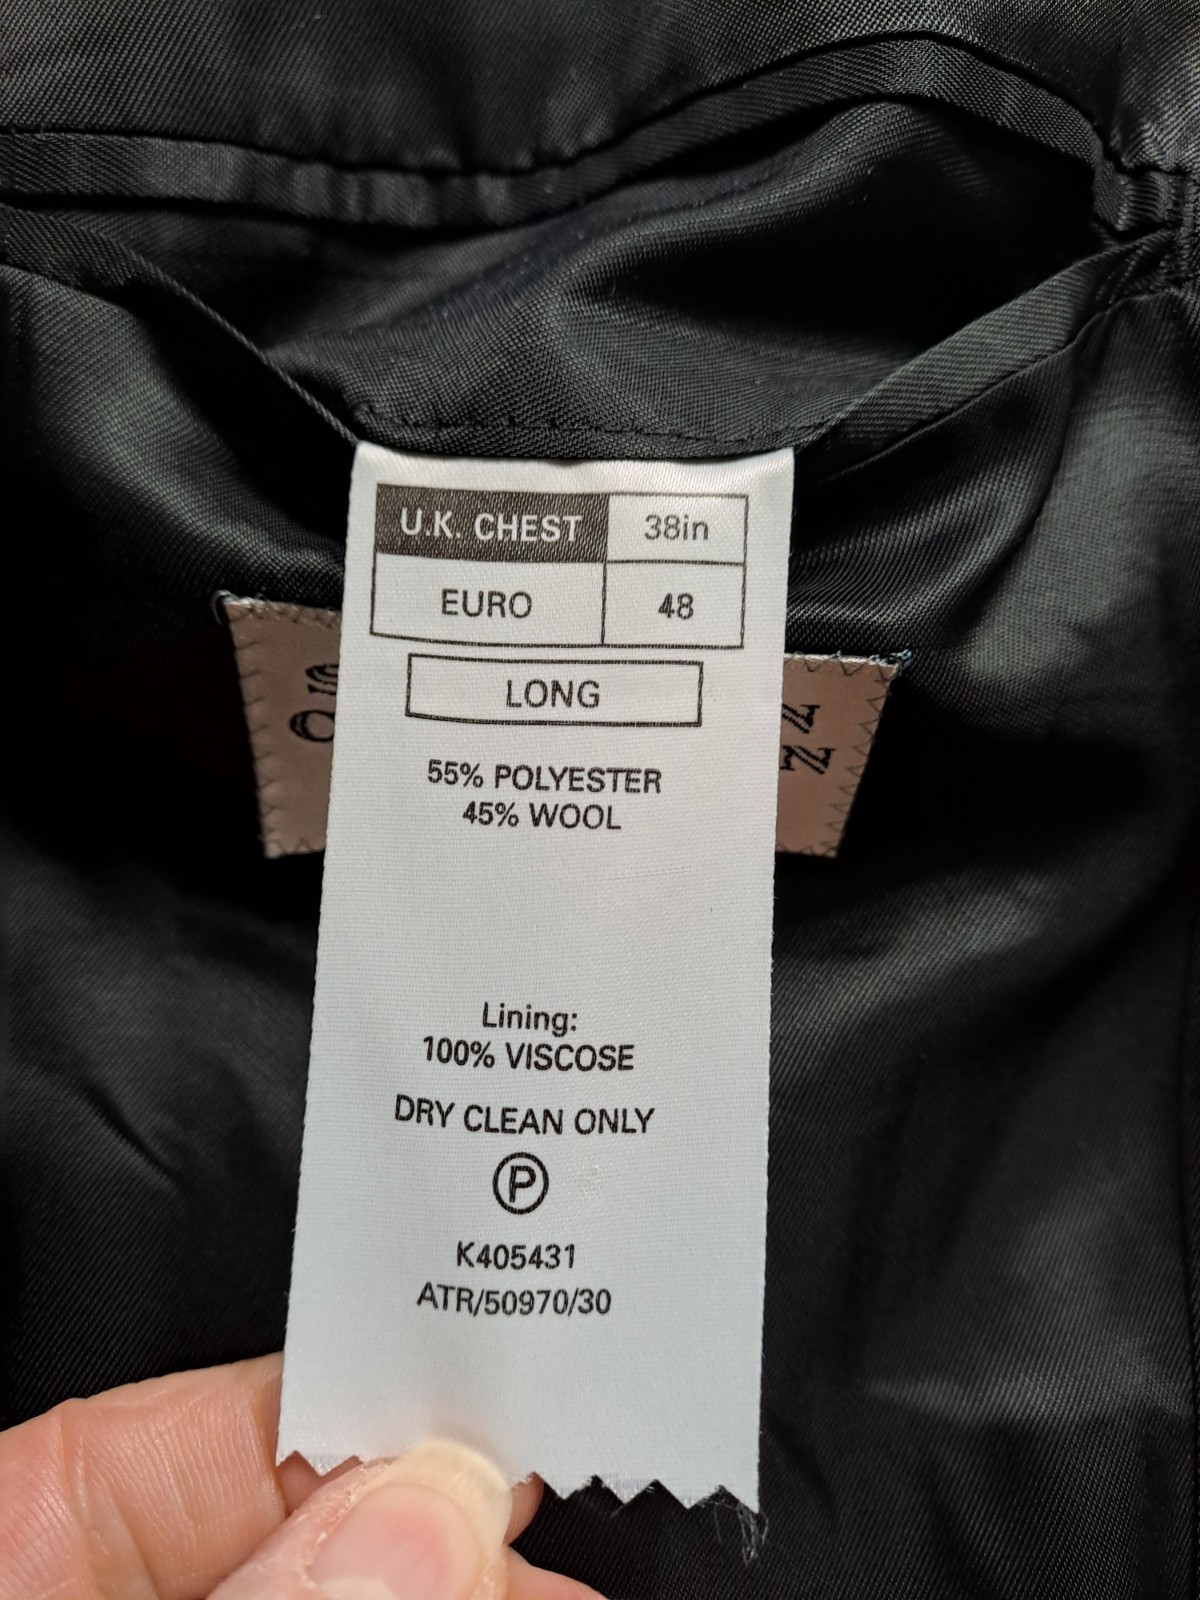 U.K. CHEST 38in
EURO 48
LONG
55% POLYESTER
45% WOOL
Lining:
100% VISCOSE
DRY CLEAN ONLY
P
K405431
ATR/50970/30